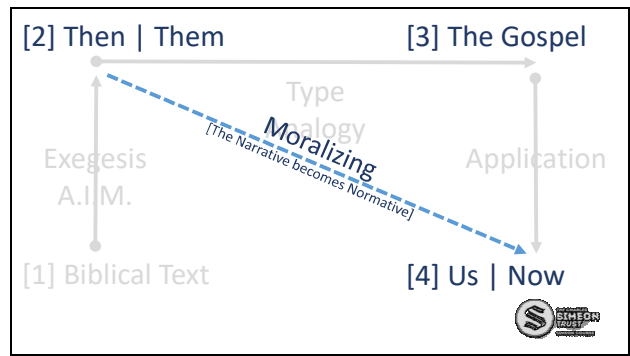 [2] Then | Them
[3] The Gospel
Type
Analogy
Moralizing
[The Narrative becomes Normative]
Exegesis
A.I.M.
Application
[1] Biblical Text
[4] Us | Now
SIMEON
TRUST